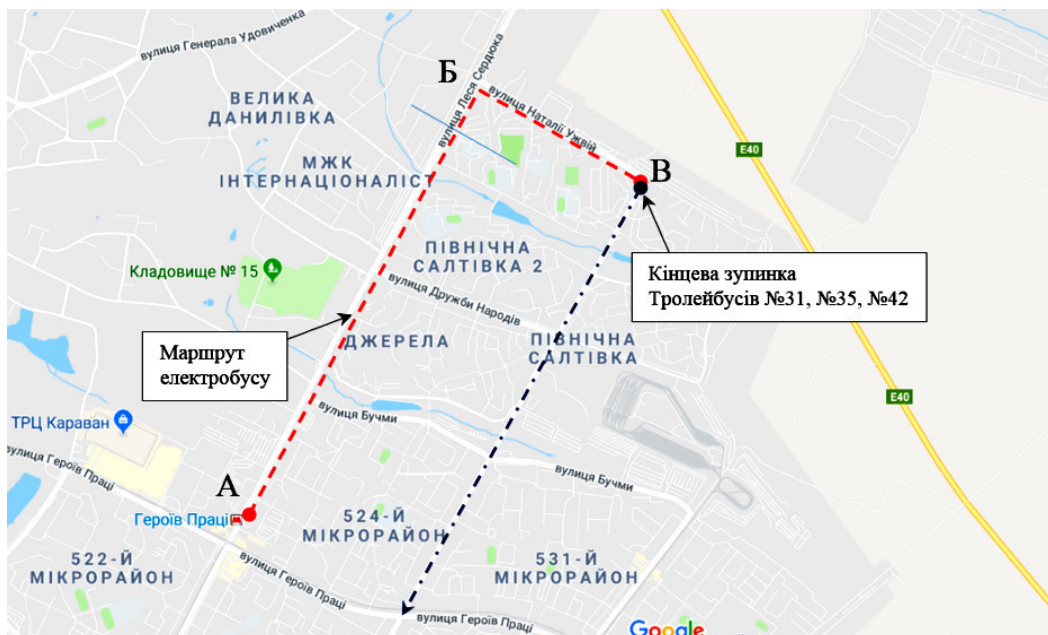 вулиця Генерала Удовиченка
Б
вулиця Леся Сердюка
вулиця Наталії Ужвій
ВЕЛИКА
ДАНИЛІВКА
E40
МЖК
ІНТЕРНАЦІОНАЛІСТ
В
ПІВНІЧНА
САЛТІВКА 2
Кладовище № 15
Кінцева зупинка
Тролейбусів №31, №35, №42
вулиця Дружби Народів
ДЖЕРЕЛА
ПІВНІЧНА
САЛТІВКА
Маршрут
електробусу
E40
ТРЦ Караван
вулиця Бучми
вулиця Героїв Праці
вулиця Бучми
А
Героїв Праці
524-Й
МІКРОРАЙОН
522-Й
МІКРОРАЙОН
вулиця Героїв Праці
531-Й
МІКРОРАЙОН
вулиця Героїв Праці
Google